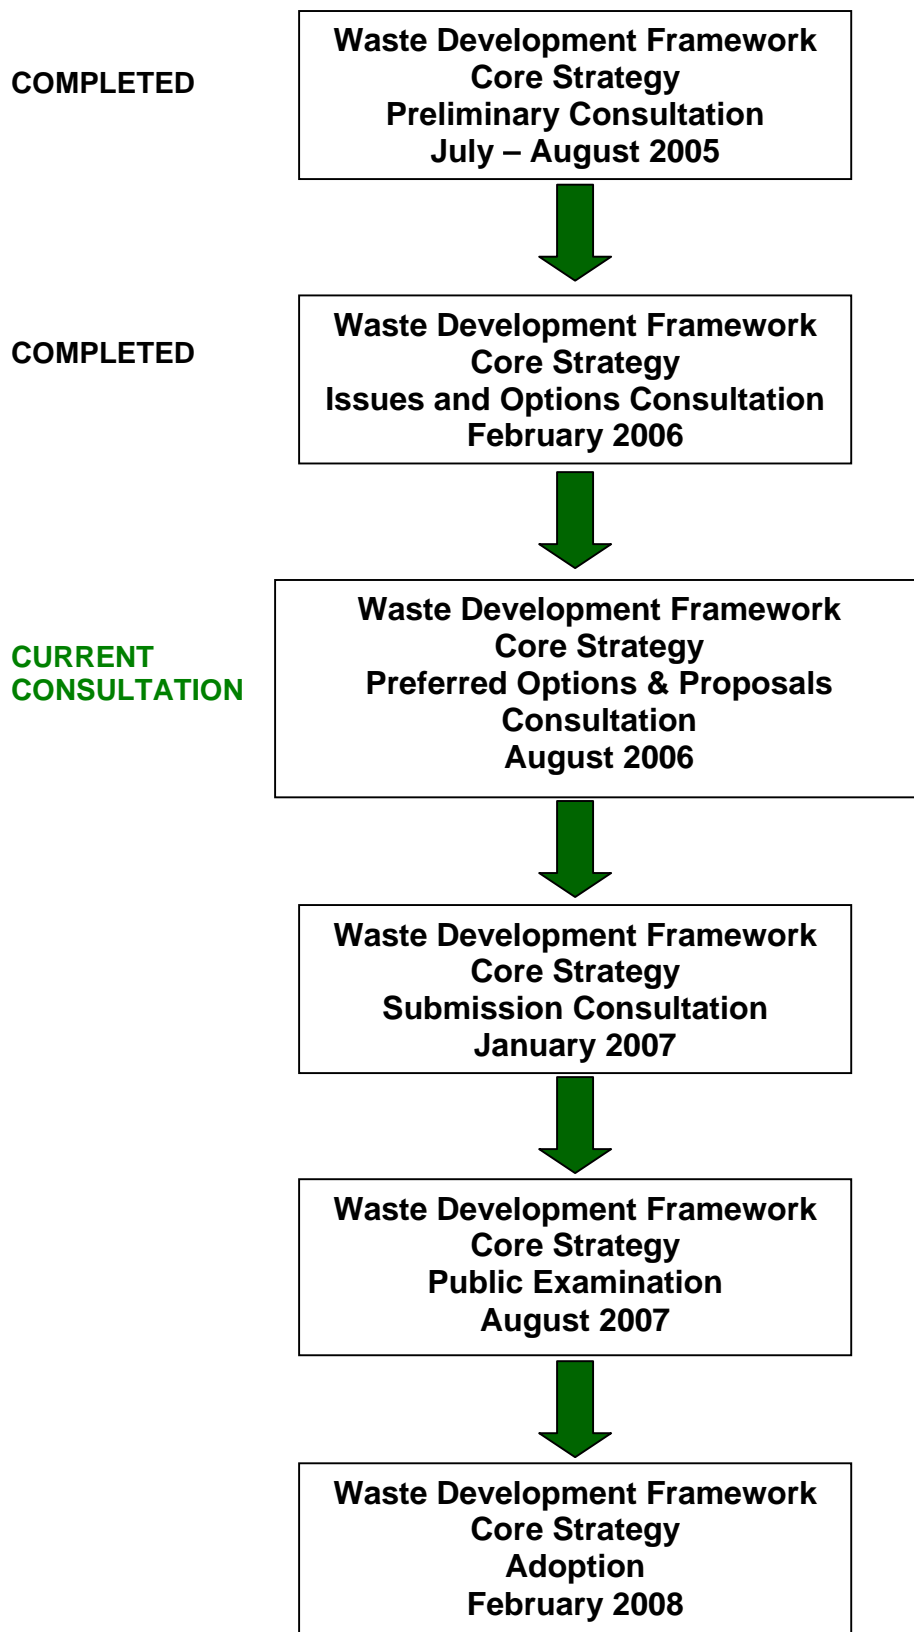 COMPLETED
Waste Development Framework
Core Strategy
Preliminary Consultation
July – August 2005
COMPLETED
Waste Development Framework
Core Strategy
Issues and Options Consultation
February 2006
CURRENT
CONSULTATION
Waste Development Framework
Core Strategy
Preferred Options & Proposals
Consultation
August 2006
Waste Development Framework
Core Strategy
Submission Consultation
January 2007
Waste Development Framework
Core Strategy
Public Examination
August 2007
Waste Development Framework
Core Strategy
Adoption
February 2008